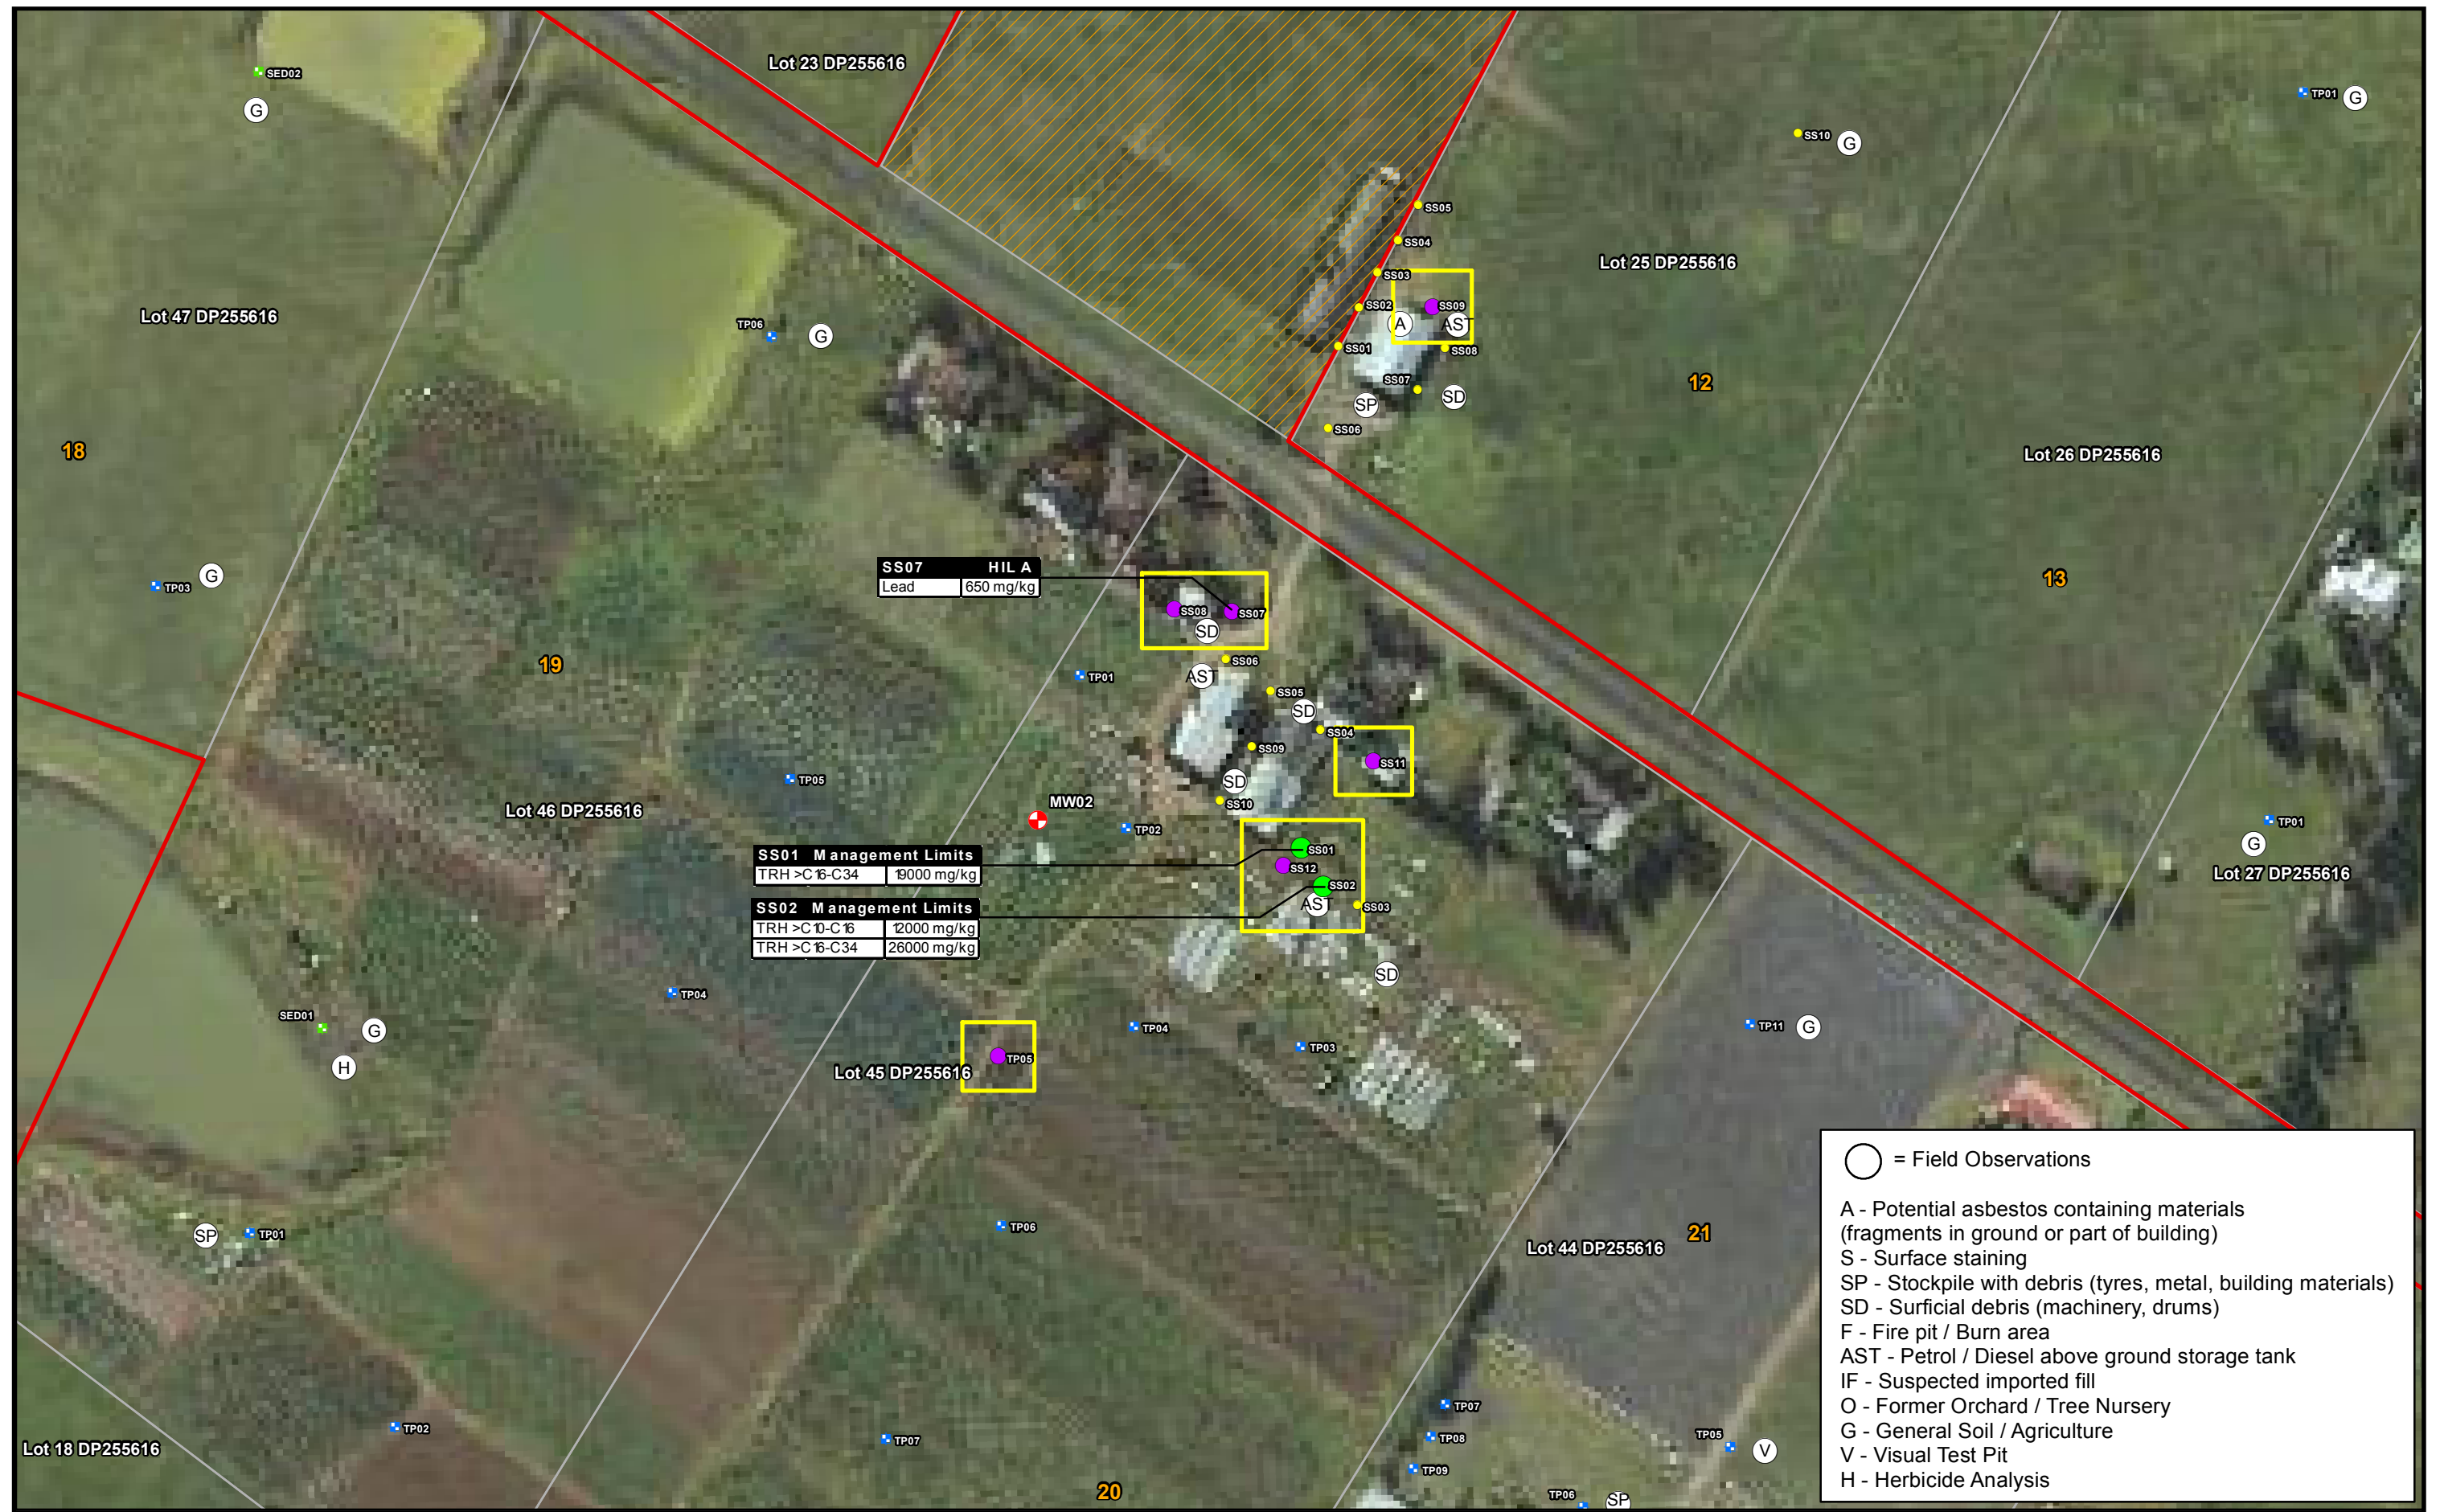 Lot 23 DP255616
SED02
G
TP01 G
SS10 G
SS05
SS04
Lot 25 DP255616
SS03
SS02 SS09
Lot 47 DP255616
TP06 G
A AST
SS01 SS08
SS07
12
SP SD
SS06
18
Lot 26 DP255616
SS07 HIL A
Lead 650 mg/kg
TP03 G
13
SS08 SS07
SD
19
SS06
TP01 AST
SS05
SD
SS04
SS09
SS11
TP05 SD
Lot 46 DP255616
MW02 SS10
TP02
TP01
G
Lot 27 DP255616
SS01 Management Limits
TRH >C16-C34 19000 mg/kg
SS01
SS12
SS02
AST SS03
SS02 Management Limits
TRH >C10-C16 12000 mg/kg
TRH >C16-C34 26000 mg/kg
SD
TP04
SED01 G
H
TP04
TP03
TP11 G
TP05
Lot 45 DP255616
SP TP01
TP06
Lot 44 DP255616 21
TP02
Lot 18 DP255616
TP07
TP07
TP08
TP09
TP05 V
20
TP06 SP
= Field Observations
A - Potential asbestos containing materials
(fragments in ground or part of building)
S - Surface staining
SP - Stockpile with debris (tyres, metal, building materials)
SD - Surficial debris (machinery, drums)
F - Fire pit / Burn area
AST - Petrol / Diesel above ground storage tank
IF - Suspected imported fill
O - Former Orchard / Tree Nursery
G - General Soil / Agriculture
V - Visual Test Pit
H - Herbicide Analysis